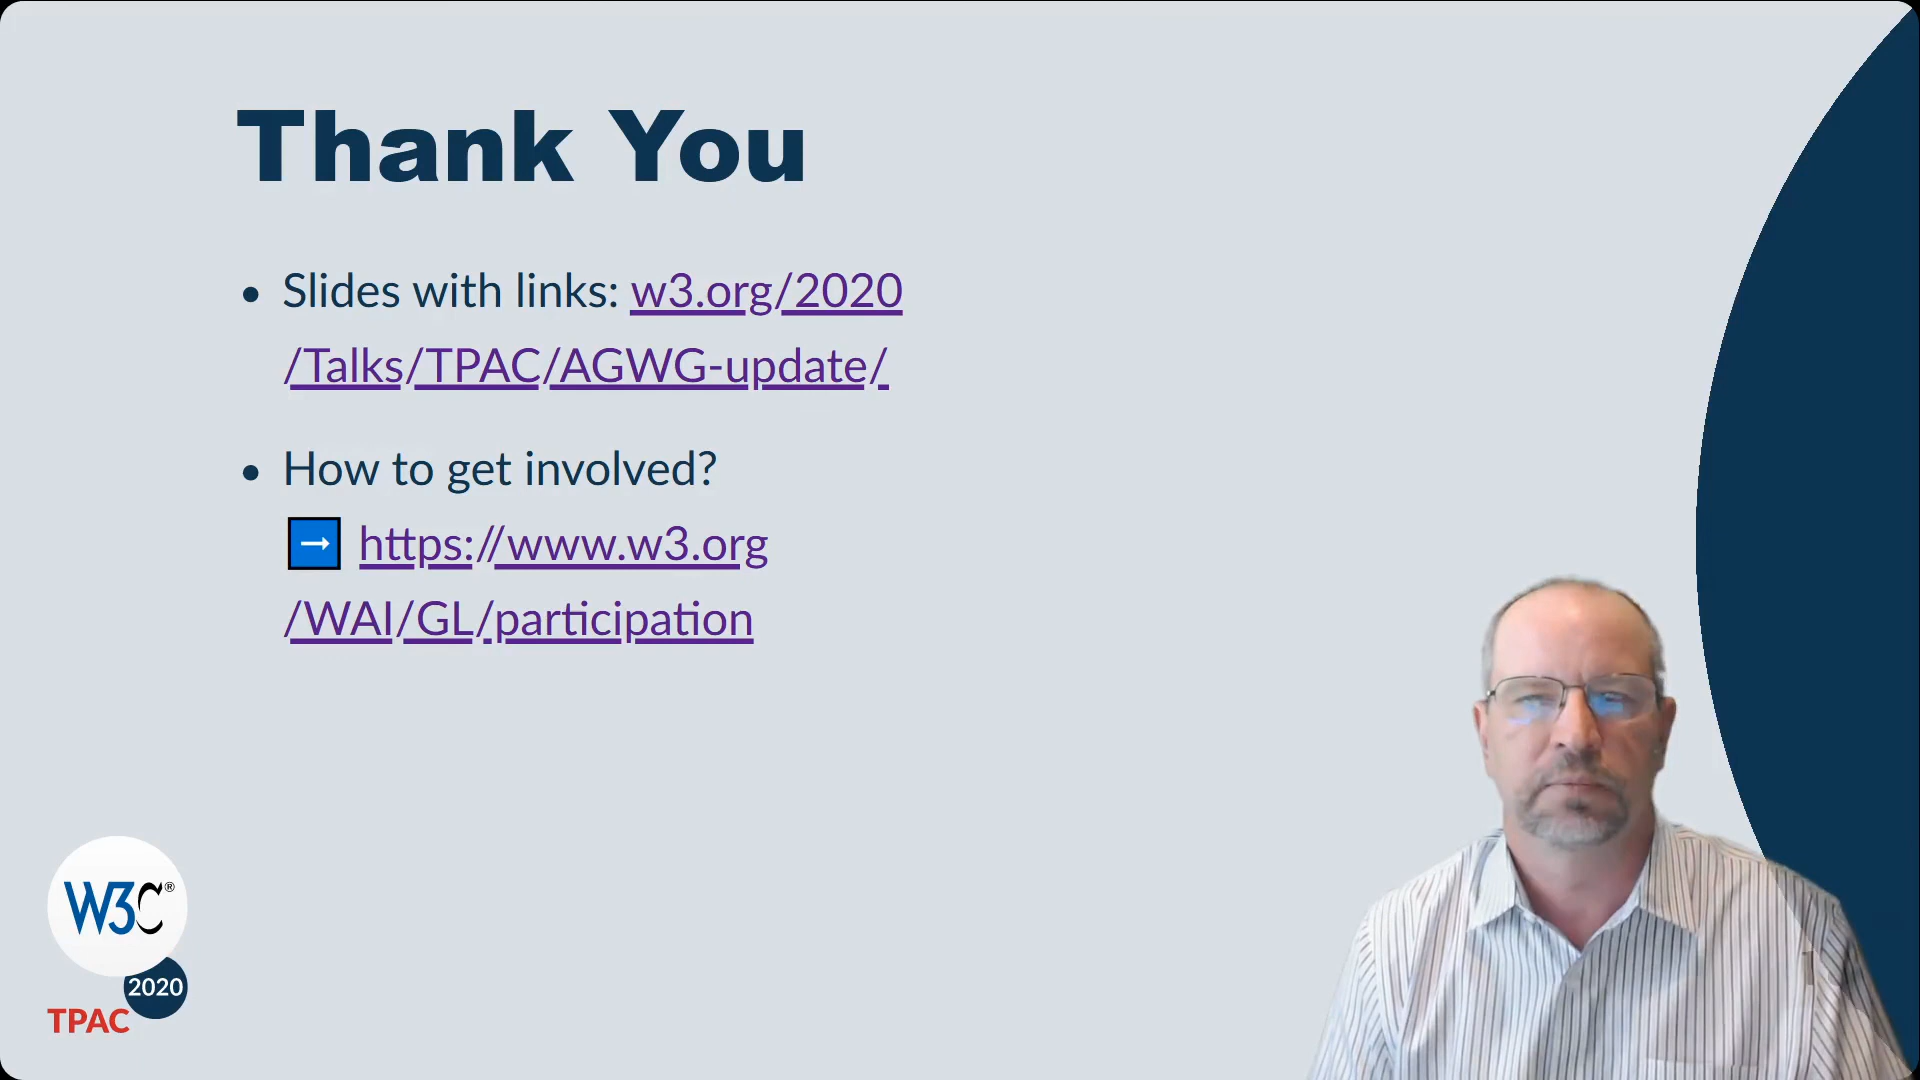 Thank You
• Slides with links: w3.org/2020
/Talks/TPAC/AGWG-update/
• How to get involved?
➡ https://www.w3.org
/WAI/GL/participation
W3C®
2020
TPAC